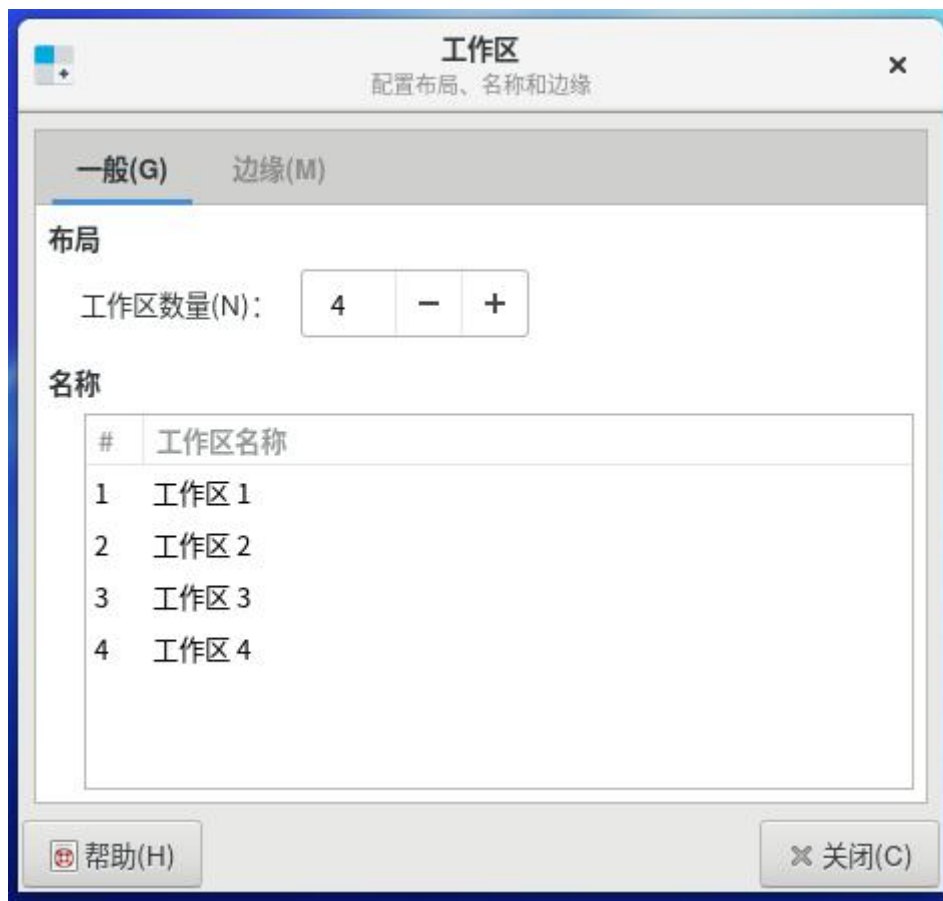 工作区
配置布局、名称和边缘
一般(G) 边缘(M)
布局
工作区数量(N)： 4
名称
# 工作区名称
1 工作区 1
2 工作区 2
3 工作区 3
4 工作区 4
帮助(H) 关闭(C)